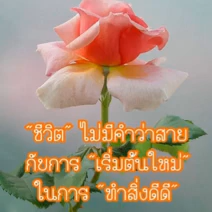 "ชีวิต" ไม่มีคำว่าสาย
กับการ "เริ่มต้นใหม่"
ในการ "ทำสิ่งดีดี"